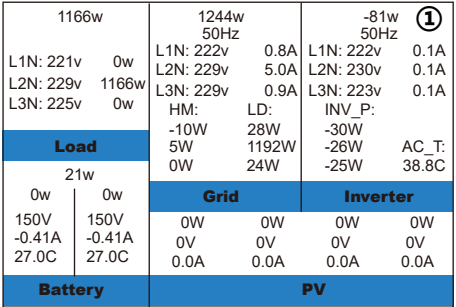 1166w
L1N: 221v 0w
L2N: 229v 1166w
L3N: 225v 0w
Load
1244w
50Hz
L1N: 222v 0.8A
L2N: 229v 5.0A
L3N: 229v 0.9A
HM: LD:
-10W 28W
5W 1192W
0W 24W
Grid
-81w ①
50Hz
L1N: 222v 0.1A
L2N: 230v 0.1A
L3N: 223v 0.1A
INV_P:
-30W
-26W AC_T:
-25W 38.8C
Inverter
21w
0w 0w
150V 150V
-0.41A -0.41A
27.0C 27.0C
Battery
0W 0W 0W 0W
0V 0V 0V 0V
0.0A 0.0A 0.0A 0.0A
PV